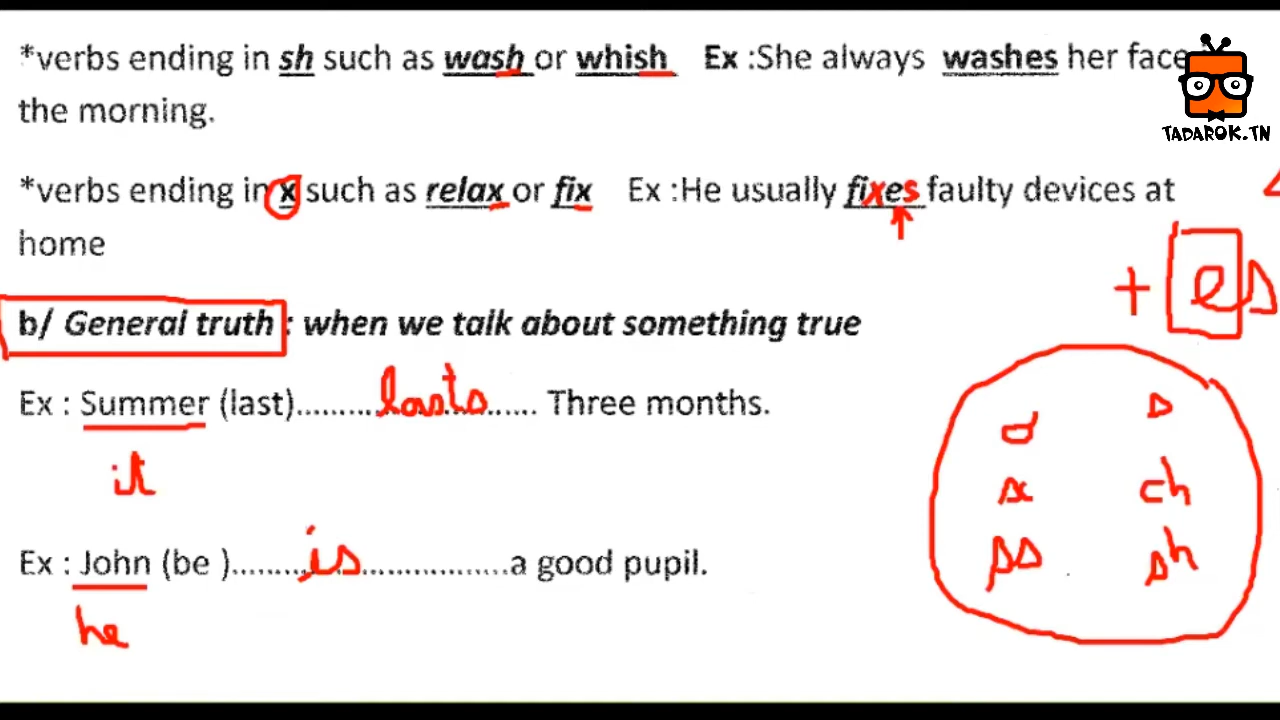 *verbs ending in sh such as wash or whish Ex :She always washes her face
the morning.
TADAROK.TN
*verbs ending in x such as relax or fix Ex :He usually fixes faulty devices at
home
+ es
b/ General truth : when we talk about something true
Ex : Summer (last)............lasts............ Three months.
it
o s
x ch
ss sh
Ex : John (be )............is............a good pupil.
he